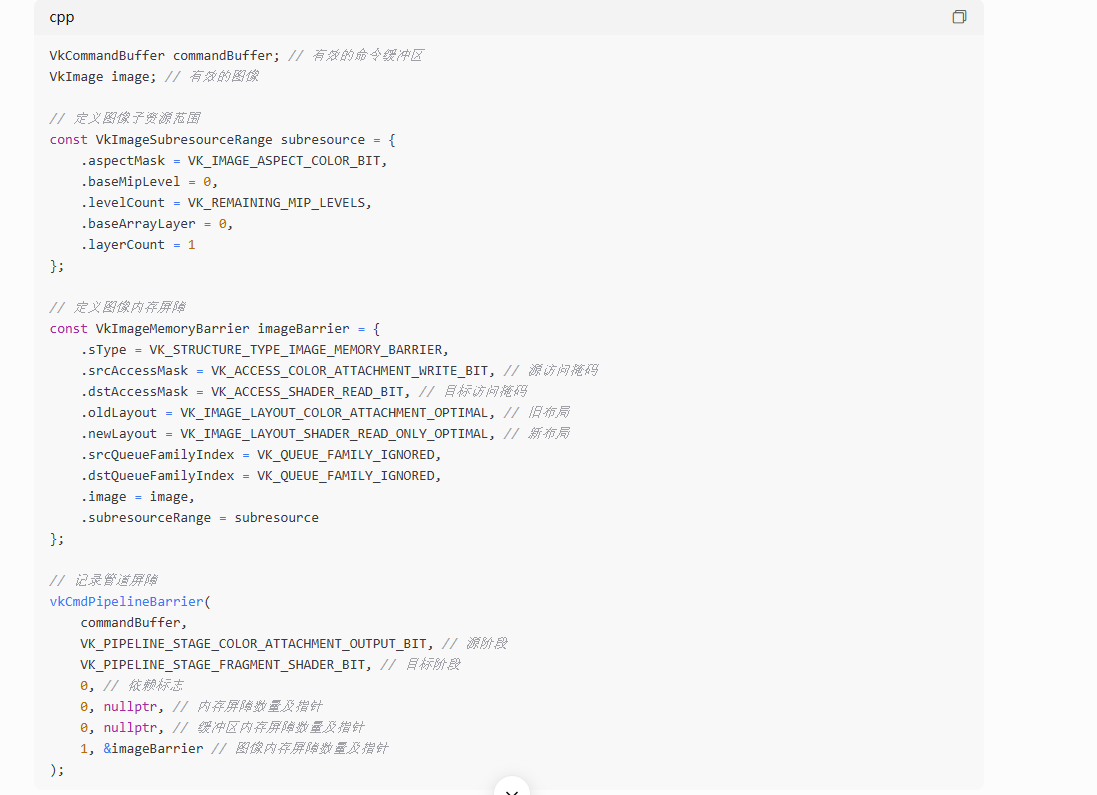 cpp
VkCommandBuffer commandBuffer; // 有效的命令缓冲区
VkImage image; // 有效的图像
// 定义图像子资源范围
const VkImageSubresourceRange subresource = {
    .aspectMask = VK_IMAGE_ASPECT_COLOR_BIT,
    .baseMipLevel = 0,
    .levelCount = VK_REMAINING_MIP_LEVELS,
    .baseArrayLayer = 0,
    .layerCount = 1
};
// 定义图像内存屏障
const VkImageMemoryBarrier imageBarrier = {
    .sType = VK_STRUCTURE_TYPE_IMAGE_MEMORY_BARRIER,
    .srcAccessMask = VK_ACCESS_COLOR_ATTACHMENT_WRITE_BIT, // 源访问掩码
    .dstAccessMask = VK_ACCESS_SHADER_READ_BIT, // 目标访问掩码
    .oldLayout = VK_IMAGE_LAYOUT_COLOR_ATTACHMENT_OPTIMAL, // 旧布局
    .newLayout = VK_IMAGE_LAYOUT_SHADER_READ_ONLY_OPTIMAL, // 新布局
    .srcQueueFamilyIndex = VK_QUEUE_FAMILY_IGNORED,
    .dstQueueFamilyIndex = VK_QUEUE_FAMILY_IGNORED,
    .image = image,
    .subresourceRange = subresource
};
// 记录管道屏障
vkCmdPipelineBarrier(
    commandBuffer,
    VK_PIPELINE_STAGE_COLOR_ATTACHMENT_OUTPUT_BIT, // 源阶段
    VK_PIPELINE_STAGE_FRAGMENT_SHADER_BIT, // 目标阶段
    0, // 依赖标志
    0, nullptr, // 内存屏障数量及指针
    0, nullptr, // 缓冲区内存屏障数量及指针
    1, &imageBarrier // 图像内存屏障数量及指针
);